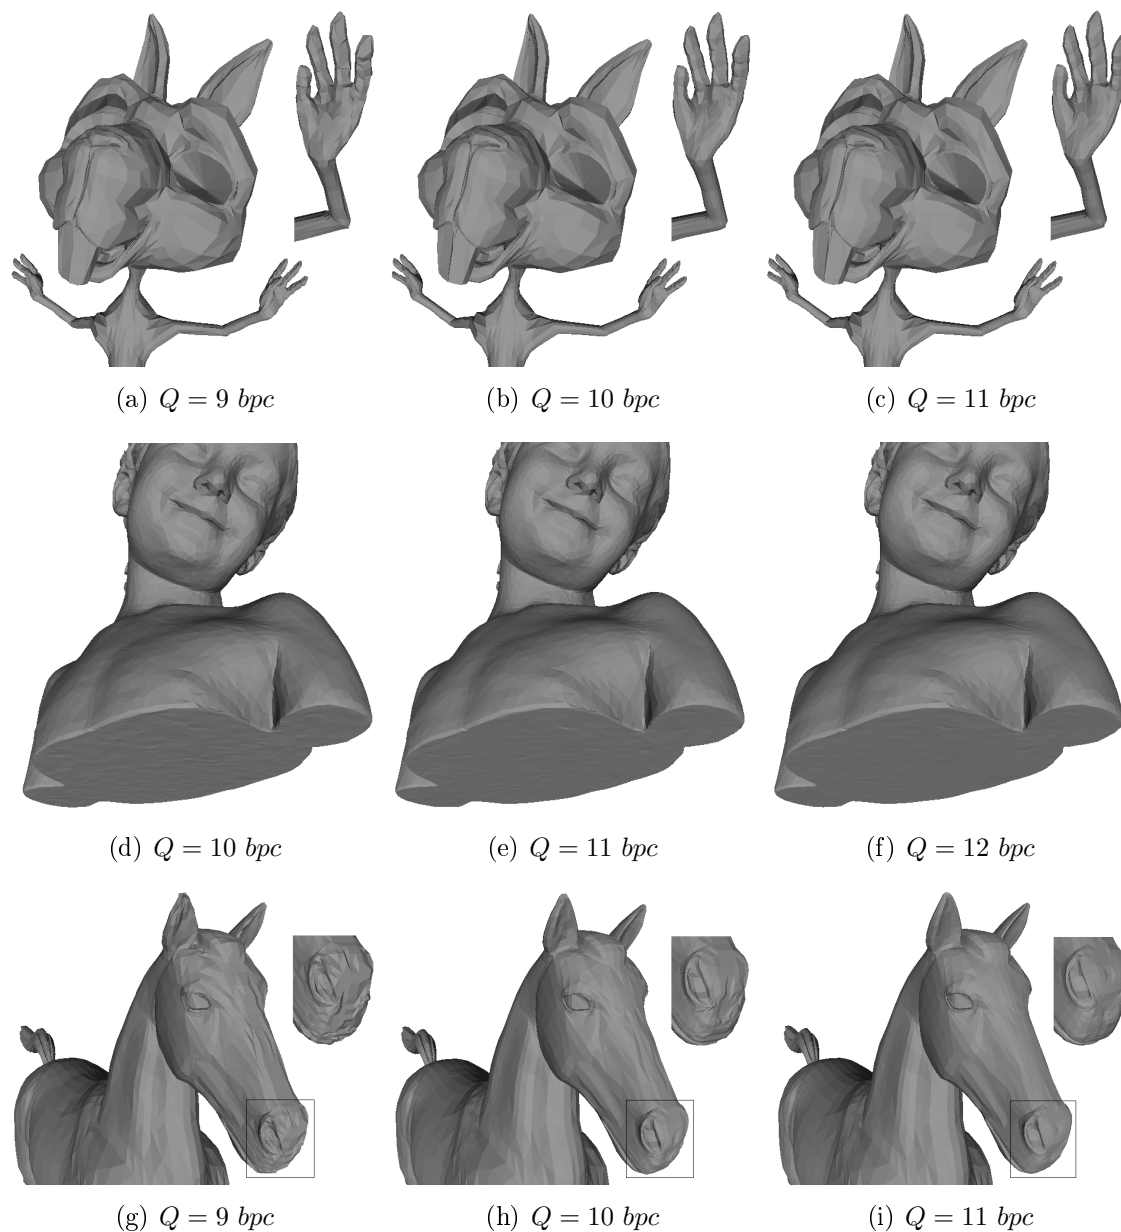 (a) Q = 9 bpc
(b) Q = 10 bpc
(c) Q = 11 bpc
(d) Q = 10 bpc
(e) Q = 11 bpc
(f) Q = 12 bpc
(g) Q = 9 bpc
(h) Q = 10 bpc
(i) Q = 11 bpc